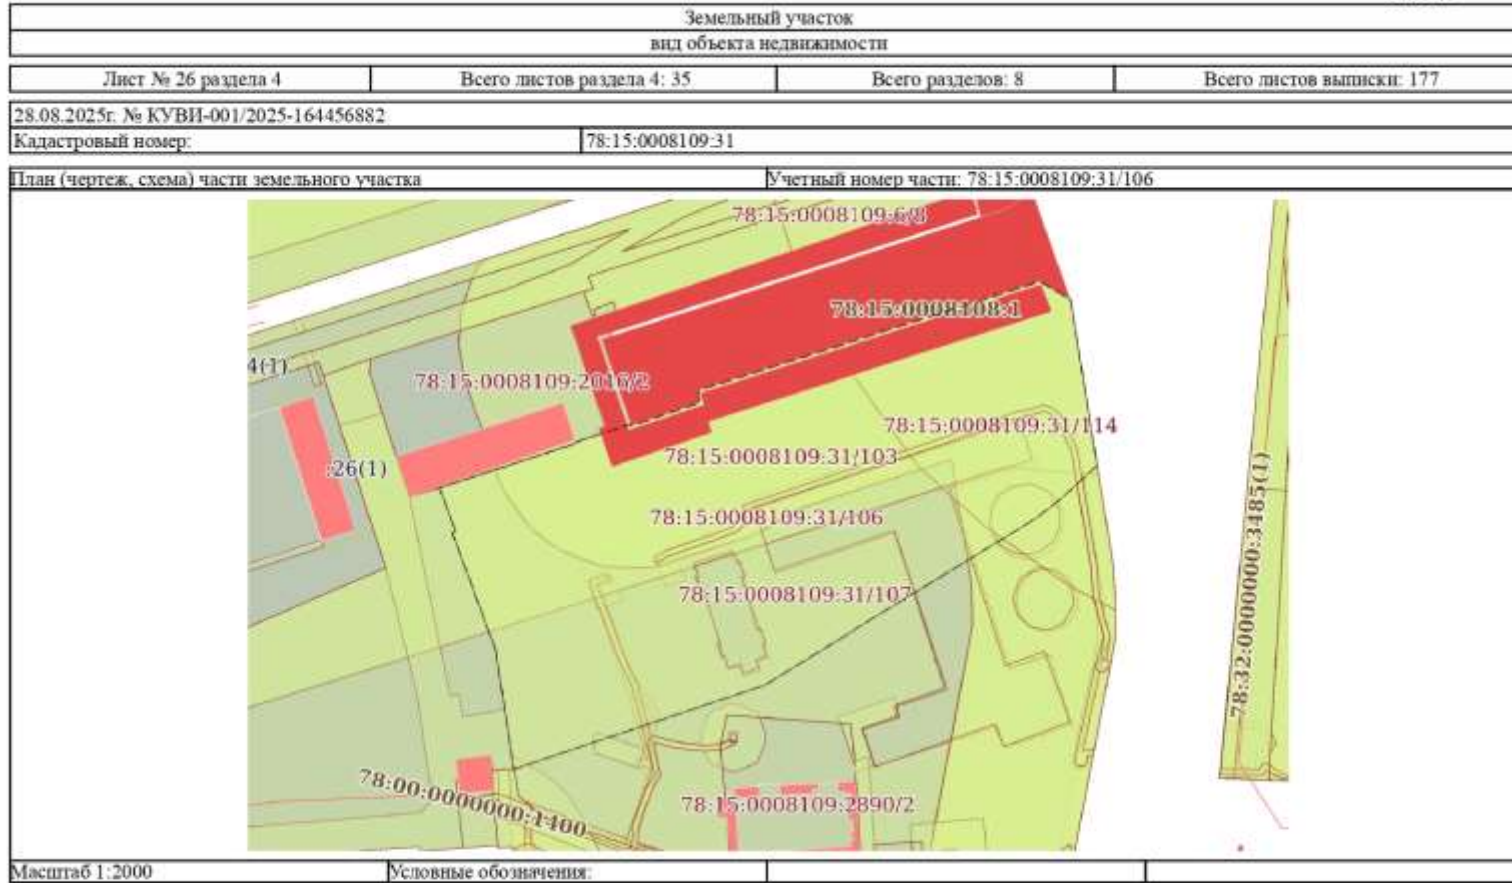 Земельный участок
вид объекта недвижимости
Лист № 26 раздела 4 Всего листов раздела 4: 35 Всего разделов: 8 Всего листов выписки: 177
28.08.2025г. № КУВИ-001/2025-164456882
Кадастровый номер: 78:15:0008109:31
План (чертеж, схема) части земельного участка Учетный номер части: 78:15:0008109:31/106
78:15:0008109:6/8
78:15:0008108:1
4(1)
78:15:0008109:2016/2
78:15:0008109:31/114
78:15:0008109:31/103
:26(1)
78:15:0008109:31/106
78:32:0000000:3485(1)
78:15:0008109:31/107
78:00:0000000:1400
78:15:0008109:2890/2
Масштаб 1:2000 Условные обозначения: